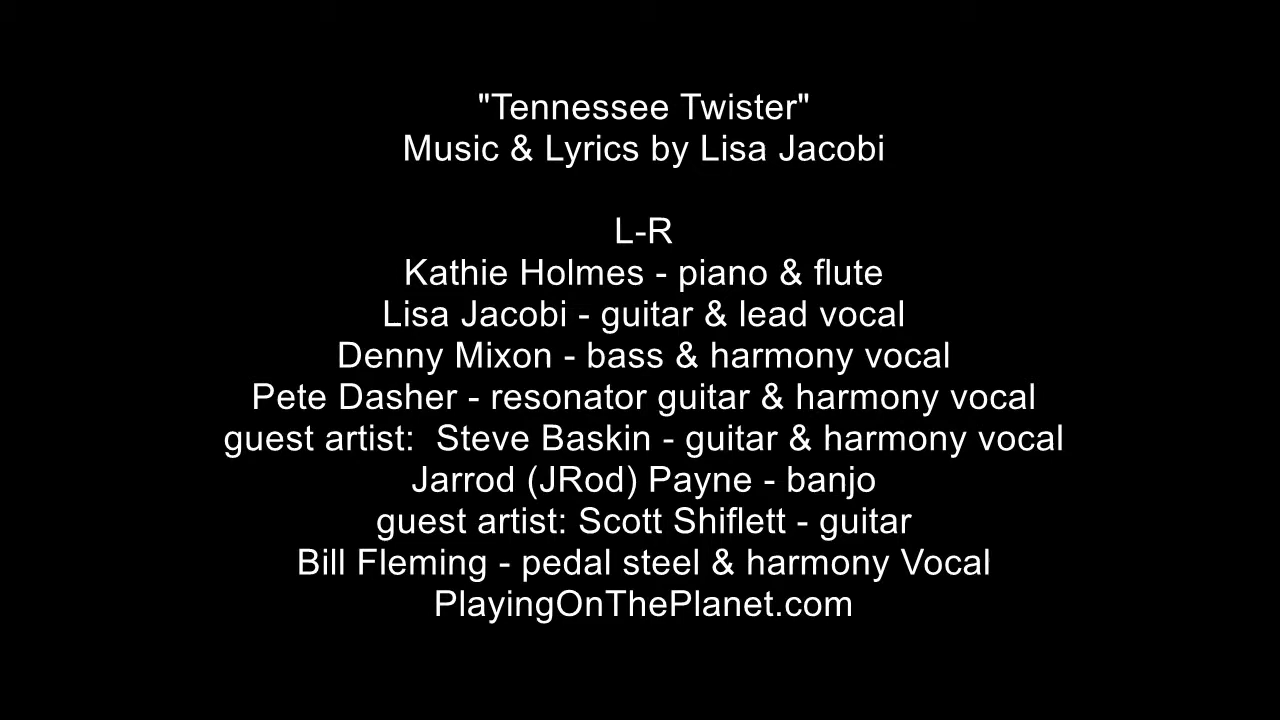 "Tennessee Twister"
Music & Lyrics by Lisa Jacobi
L-R
Kathie Holmes - piano & flute
Lisa Jacobi - guitar & lead vocal
Denny Mixon - bass & harmony vocal
Pete Dasher - resonator guitar & harmony vocal
guest artist:  Steve Baskin - guitar & harmony vocal
Jarrod (JRod) Payne - banjo
guest artist: Scott Shiflett - guitar
Bill Fleming - pedal steel & harmony Vocal
PlayingOnThePlanet.com